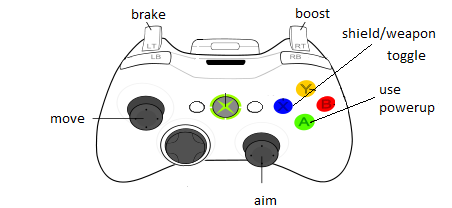 brake
boost
shield/weapon
toggle
LT
RT
LB
RB
Y
B
X
A
use
powerup
move
aim